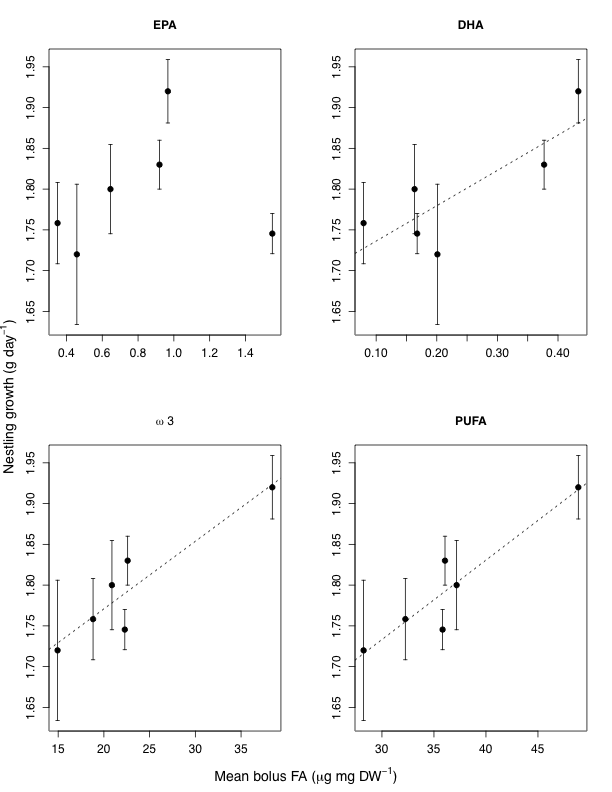 EPA
1.95
1.90
1.85
1.80
1.75
1.70
1.65
0.4 0.6 0.8 1.0 1.2 1.4
DHA
1.95
1.90
1.85
1.80
1.75
1.70
1.65
0.10 0.20 0.30 0.40
Nestling growth (g day⁻¹)
ω 3
1.95
1.90
1.85
1.80
1.75
1.70
1.65
15 20 25 30 35
PUFA
1.95
1.90
1.85
1.80
1.75
1.70
1.65
30 35 40 45
Mean bolus FA (μg mg DW⁻¹)